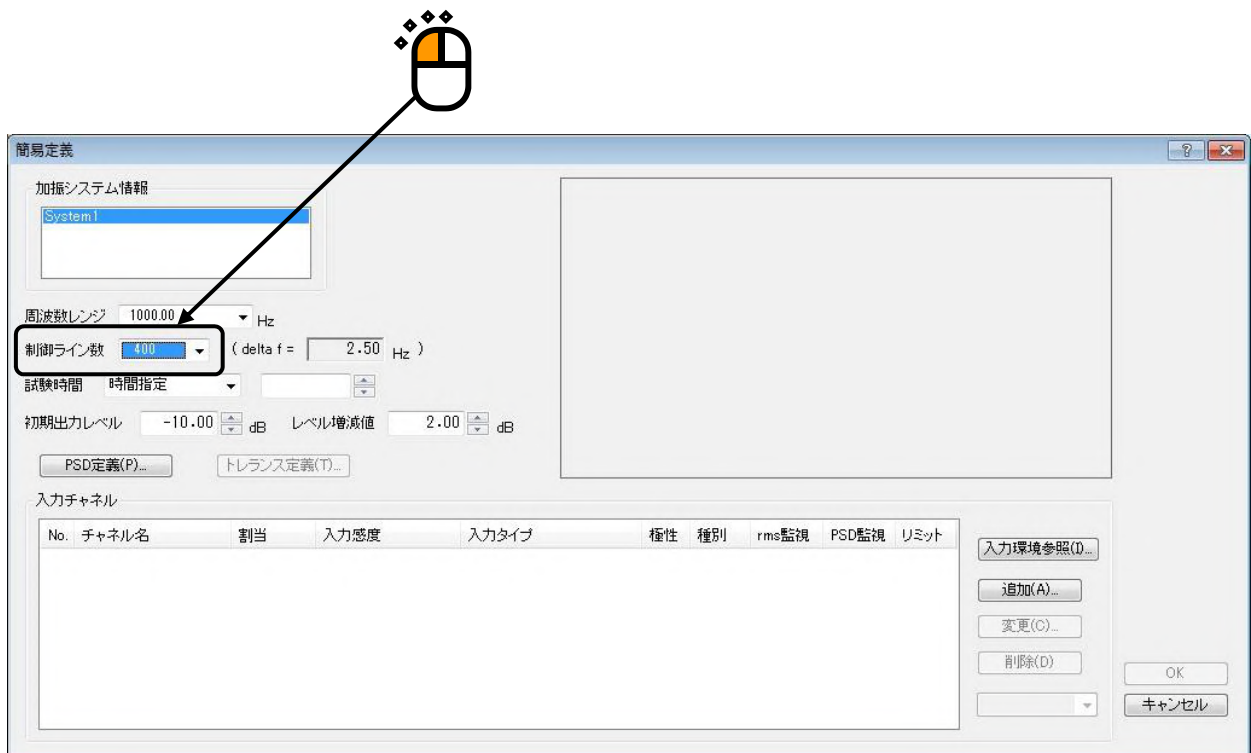 簡易定義
加振システム情報
System1
周波数レンジ 1000.00 Hz
制御ライン数 400 ( delta f = 2.50 Hz )
試験時間 時間指定
初期出力レベル -10.00 dB レベル増減値 2.00 dB
PSD定義(P)... トレランス定義(T)...
入力チャネル
No. チャネル名 割当 入力感度 入力タイプ 極性 種別 rms監視 PSD監視 リミット
入力環境参照(I)...
追加(A)...
変更(C)...
削除(D)
OK
キャンセル